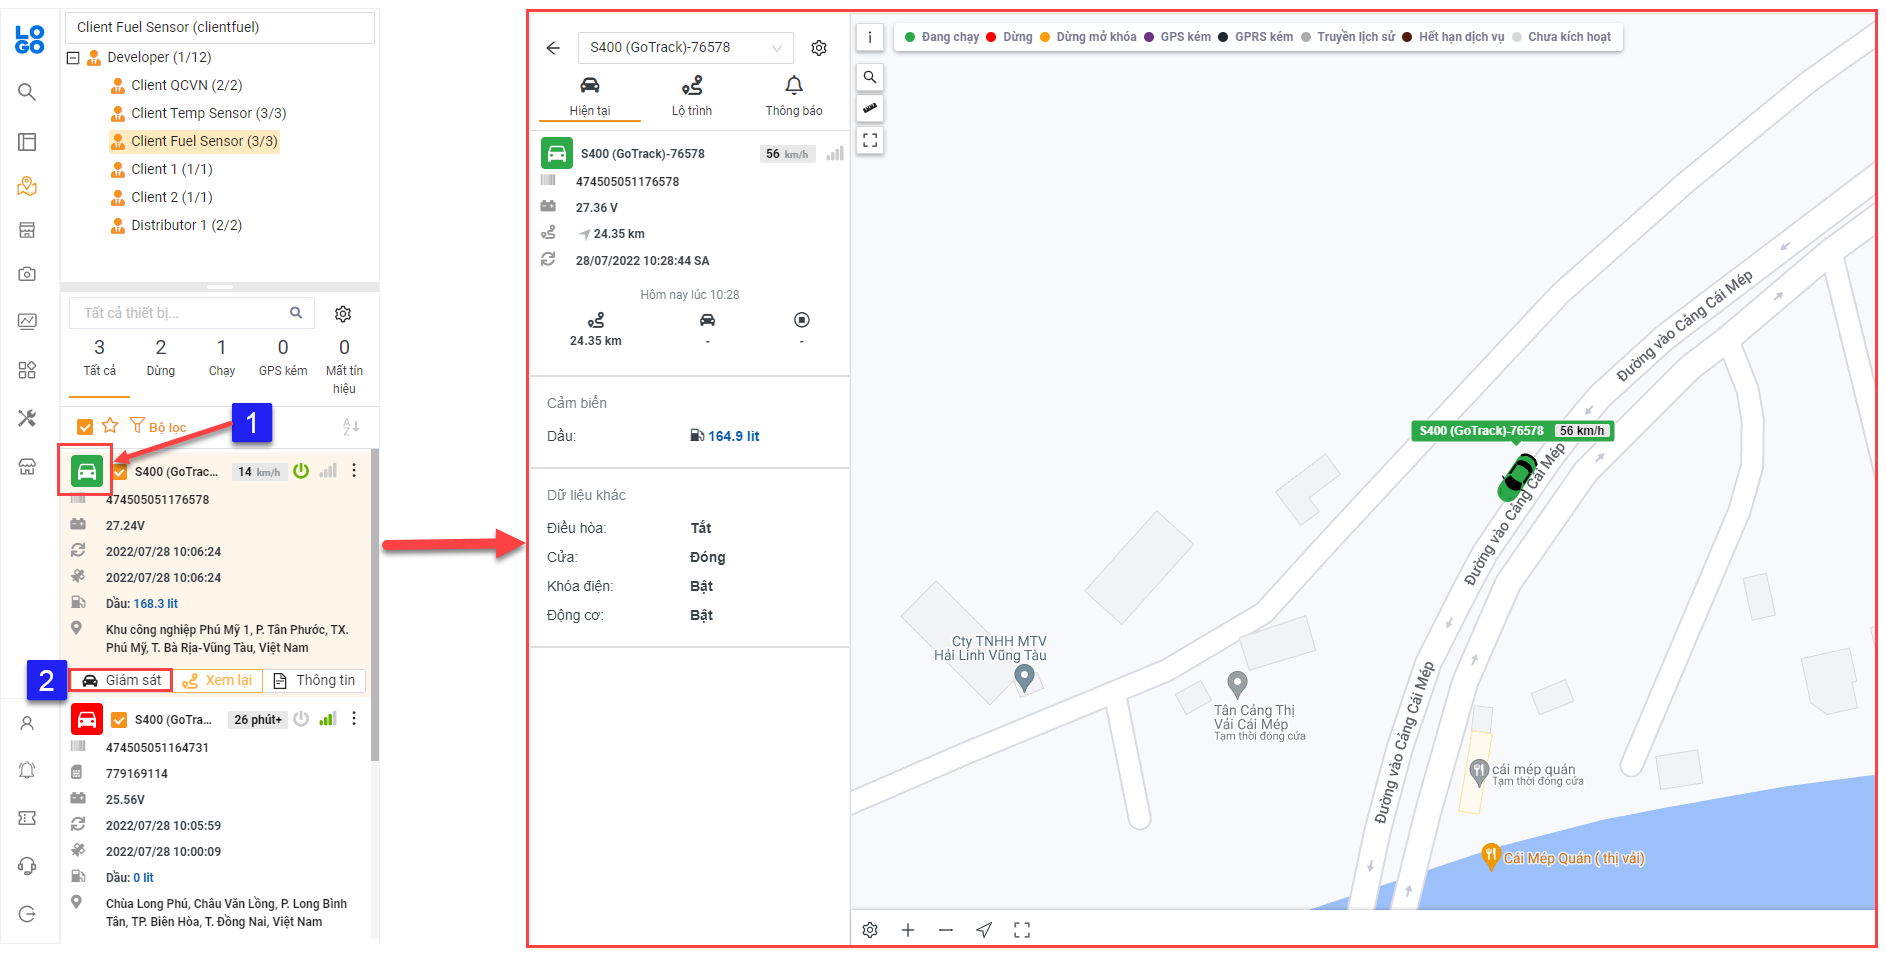 LO
GO
Client Fuel Sensor (clientfuel)
Developer (1/12)
Client QCVN (2/2)
Client Temp Sensor (3/3)
Client Fuel Sensor (3/3)
Client 1 (1/1)
Client 2 (1/1)
Distributor 1 (2/2)
Tất cả thiết bị...
3 2 1 0 0
Tất cả Dừng Chạy GPS kém Mất tín
hiệu
Bộ lọc
1
S400 (GoTrac... 14 km/h
474505051176578
27.24V
2022/07/28 10:06:24
2022/07/28 10:06:24
Dầu: 168.3 lit
Khu công nghiệp Phú Mỹ 1, P. Tân Phước, TX.
Phú Mỹ, T. Bà Rịa-Vũng Tàu, Việt Nam
2
Giám sát Xem lại Thông tin
S400 (GoTra... 26 phút+
474505051164731
779169114
25.56V
2022/07/28 10:05:59
2022/07/28 10:00:09
Dầu: 0 lit
Chùa Long Phú, Châu Văn Lồng, P. Long Bình
Tân, TP. Biên Hòa, T. Đồng Nai, Việt Nam
S400 (GoTrack)-76578
Hiện tại Lộ trình Thông báo
S400 (GoTrack)-76578 56 km/h
474505051176578
27.36 V
24.35 km
28/07/2022 10:28:44 SA
Hôm nay lúc 10:28
24.35 km - -
Cảm biến
Dầu: 164.9 lit
Dữ liệu khác
Điều hòa: Tắt
Cửa: Đóng
Khóa điện: Bật
Động cơ: Bật
i
Đang chạy Dừng Dừng mở khóa GPS kém GPRS kém Truyền lịch sử Hết hạn dịch vụ Chưa kích hoạt
Đường vào Cảng Cái Mép
S400 (GoTrack)-76578 56 km/h
Đường vào Cảng Cái Mép
Cty TNHH MTV
Hải Linh Vũng Tàu
Tân Cảng Thị
Vải Cái Mép
Tạm thời đóng cửa
Đường vào Cảng Cái Mép
cái mép quán
Tạm thời đóng cửa
Cái Mép Quán ( thị vải)